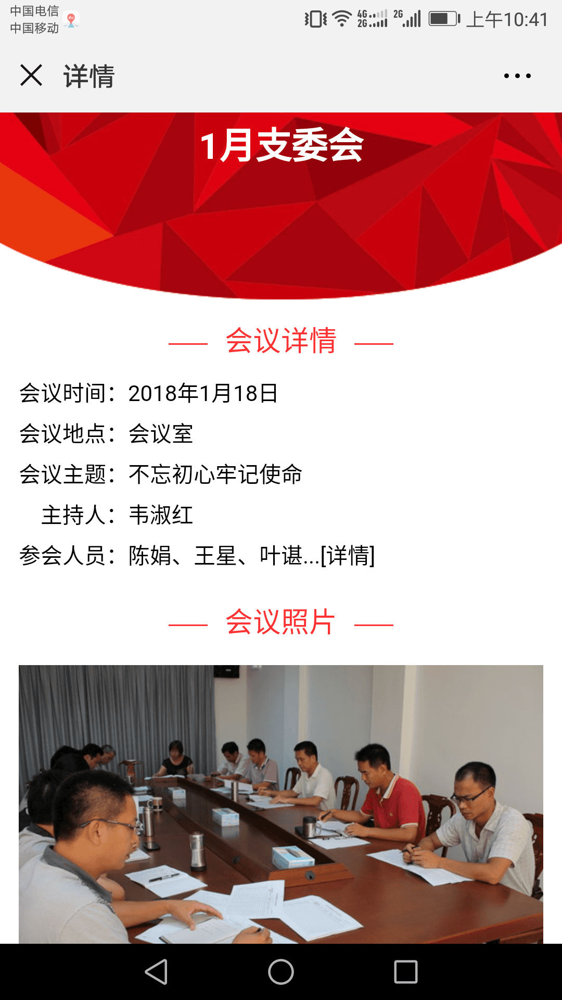 中国电信
中国移动
4G
2G
2G
上午10:41
详情
1月支委会
会议详情
会议时间：2018年1月18日
会议地点：会议室
会议主题：不忘初心牢记使命
主持人：韦淑红
参会人员：陈娟、王星、叶谌...[详情]
会议照片